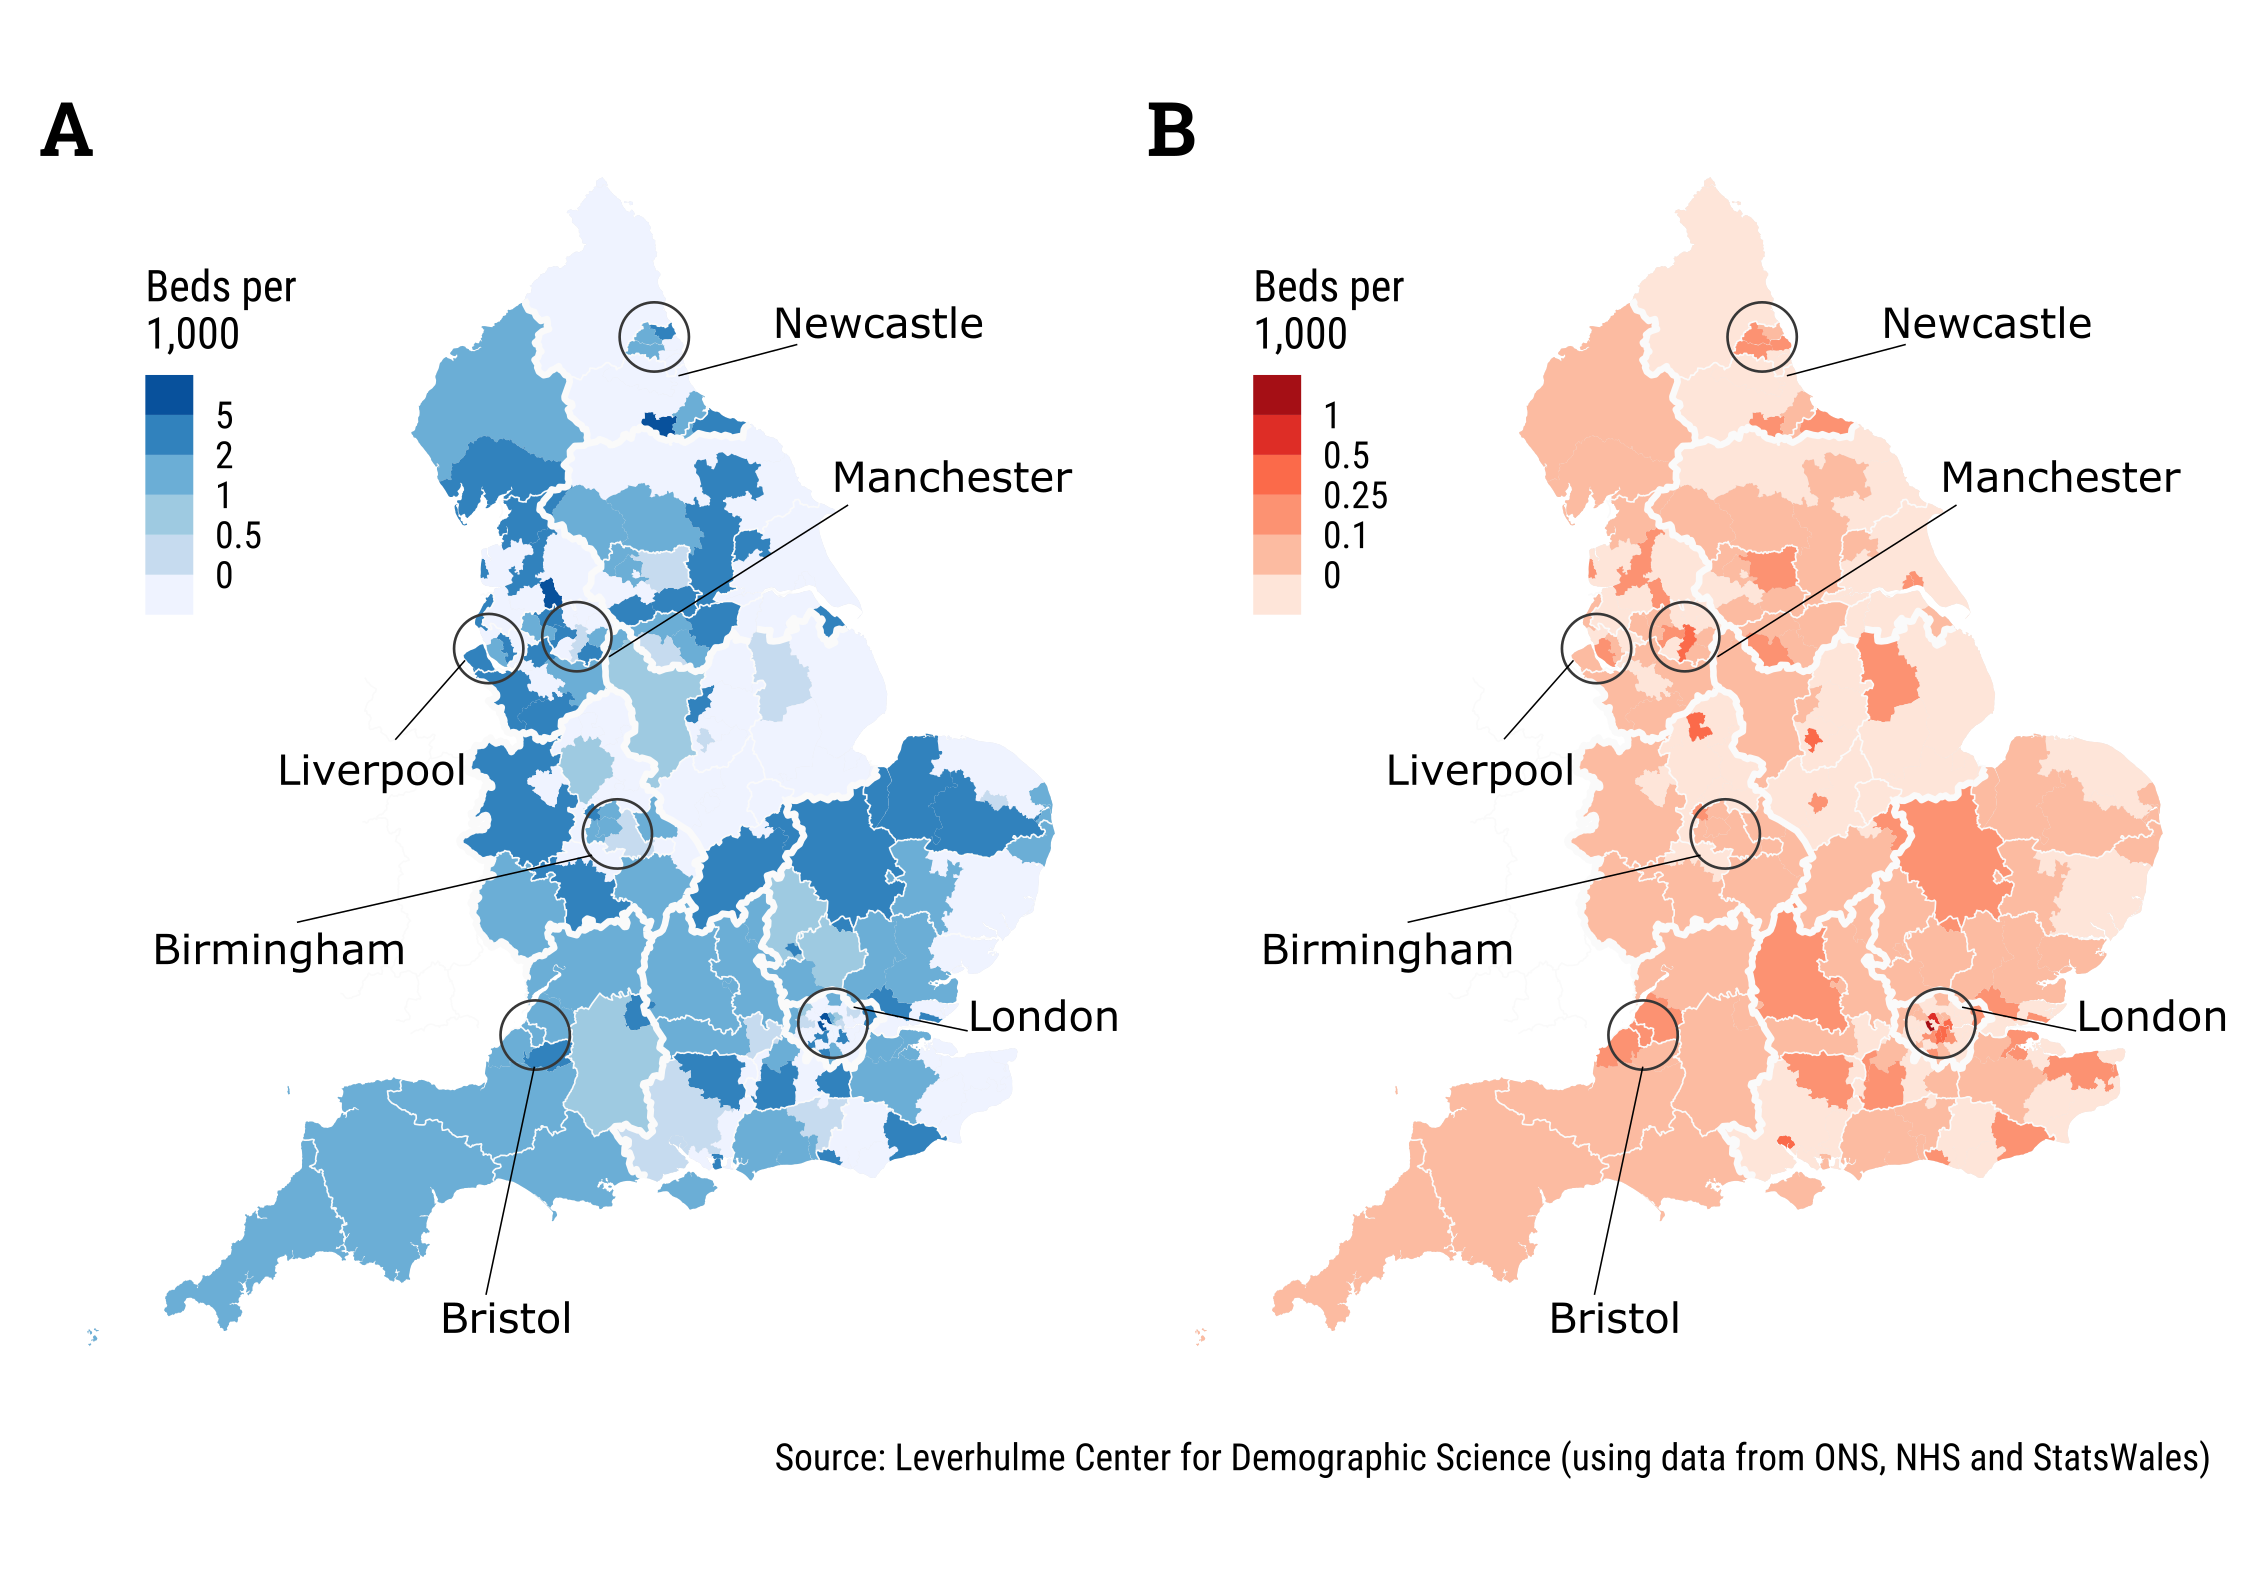 A
Beds per
1,000
5
2
1
0.5
0
Newcastle
Manchester
Liverpool
Birmingham
London
Bristol
B
Beds per
1,000
1
0.5
0.25
0.1
0
Newcastle
Manchester
Liverpool
Birmingham
London
Bristol
Source: Leverhulme Center for Demographic Science (using data from ONS, NHS and StatsWales)